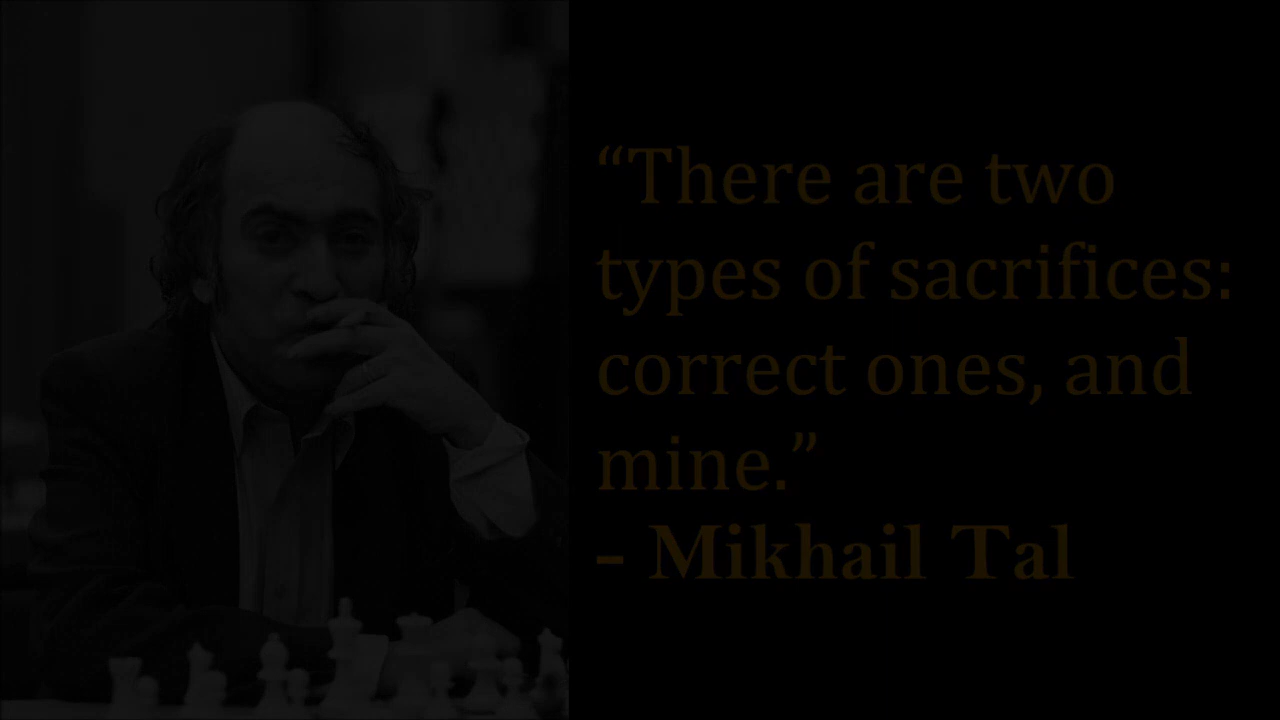 “There are two
types of sacrifices:
correct ones, and
mine.”
- Mikhail Tal